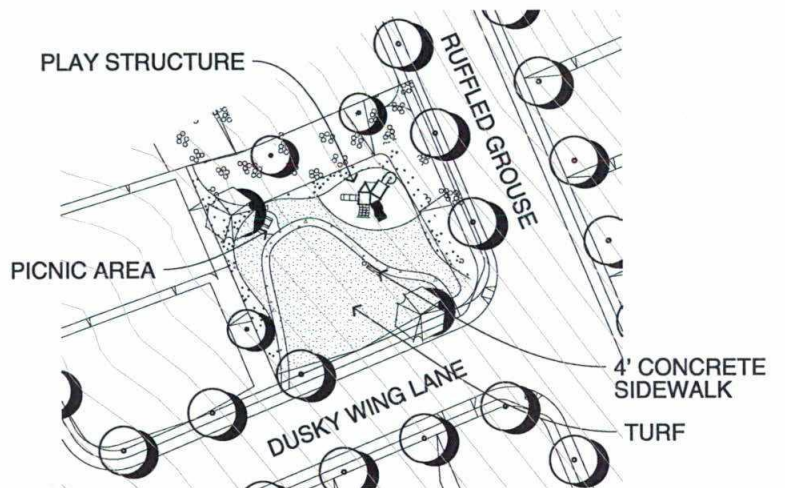 PLAY STRUCTURE
RUFFLED GROUSE
PICNIC AREA
4' CONCRETE
SIDEWALK
DUSKY WING LANE
TURF